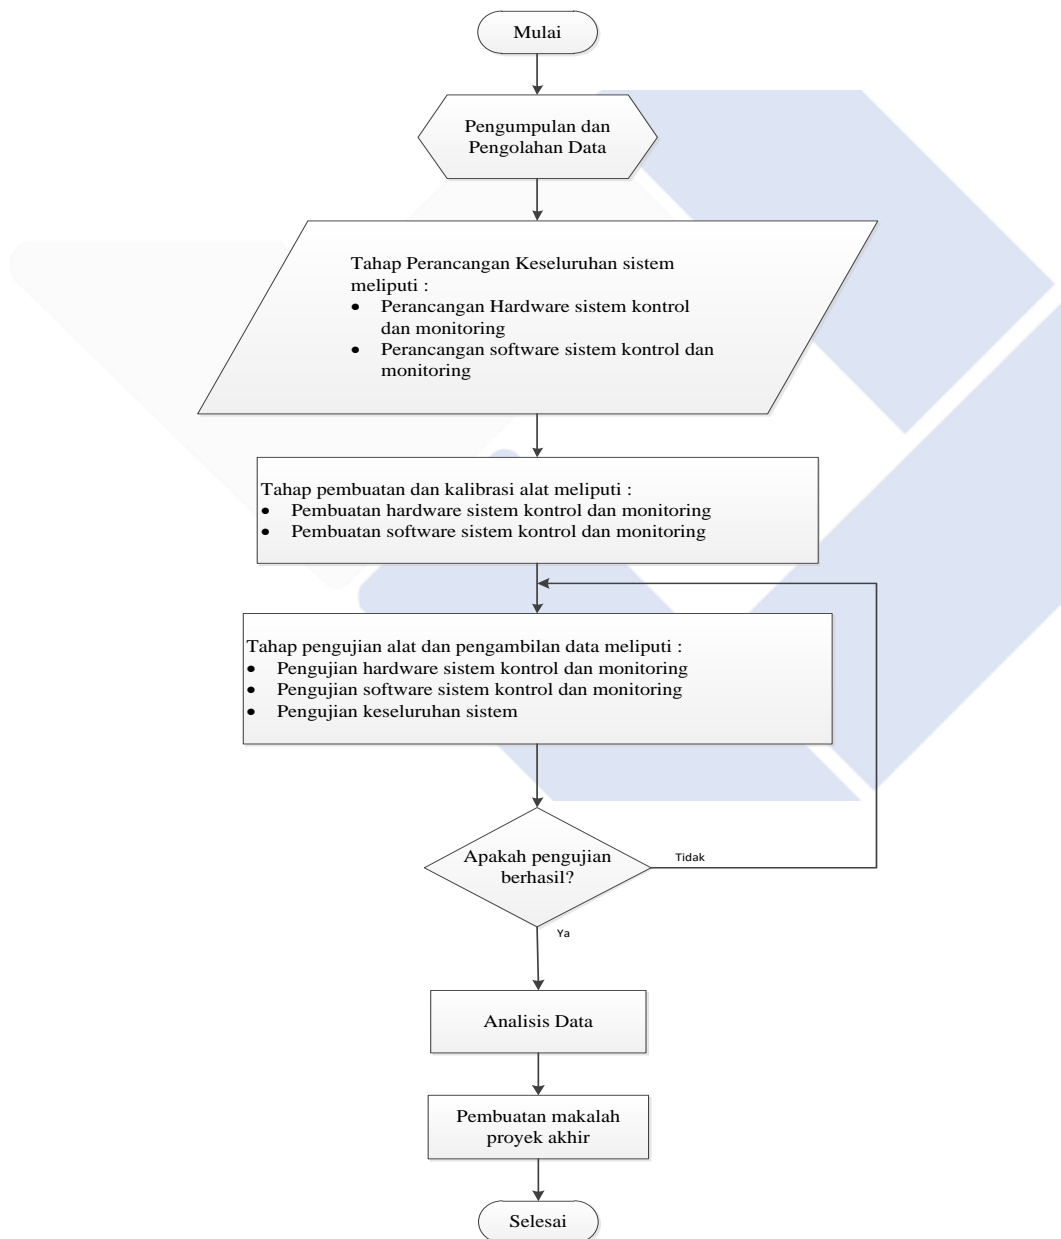 Mulai
Pengumpulan dan
Pengolahan Data
Tahap Perancangan Keseluruhan sistem
meliputi :
• Perancangan Hardware sistem kontrol
dan monitoring
• Perancangan software sistem kontrol dan
monitoring
Tahap pembuatan dan kalibrasi alat meliputi :
• Pembuatan hardware sistem kontrol dan monitoring
• Pembuatan software sistem kontrol dan monitoring
Tahap pengujian alat dan pengambilan data meliputi :
• Pengujian hardware sistem kontrol dan monitoring
• Pengujian software sistem kontrol dan monitoring
• Pengujian keseluruhan sistem
Apakah pengujian
berhasil?
Tidak
Ya
Analisis Data
Pembuatan makalah
proyek akhir
Selesai